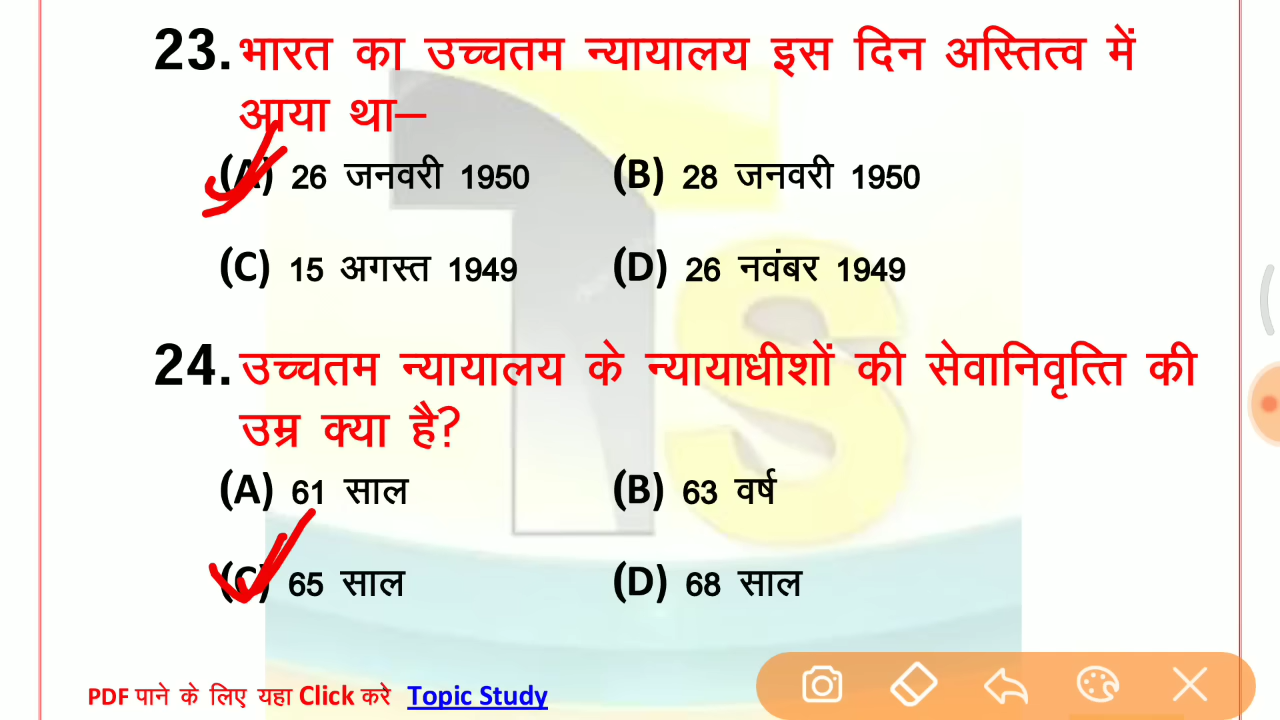 23. भारत का उच्चतम न्यायालय इस दिन अस्तित्व में
आया था–
(A) 26 जनवरी 1950 (B) 28 जनवरी 1950
(C) 15 अगस्त 1949 (D) 26 नवंबर 1949
24. उच्चतम न्यायालय के न्यायाधीशों की सेवानिवृत्ति की
उम्र क्या है?
(A) 61 साल (B) 63 वर्ष
(C) 65 साल (D) 68 साल
PDF पाने के लिए यहा Click करे Topic Study